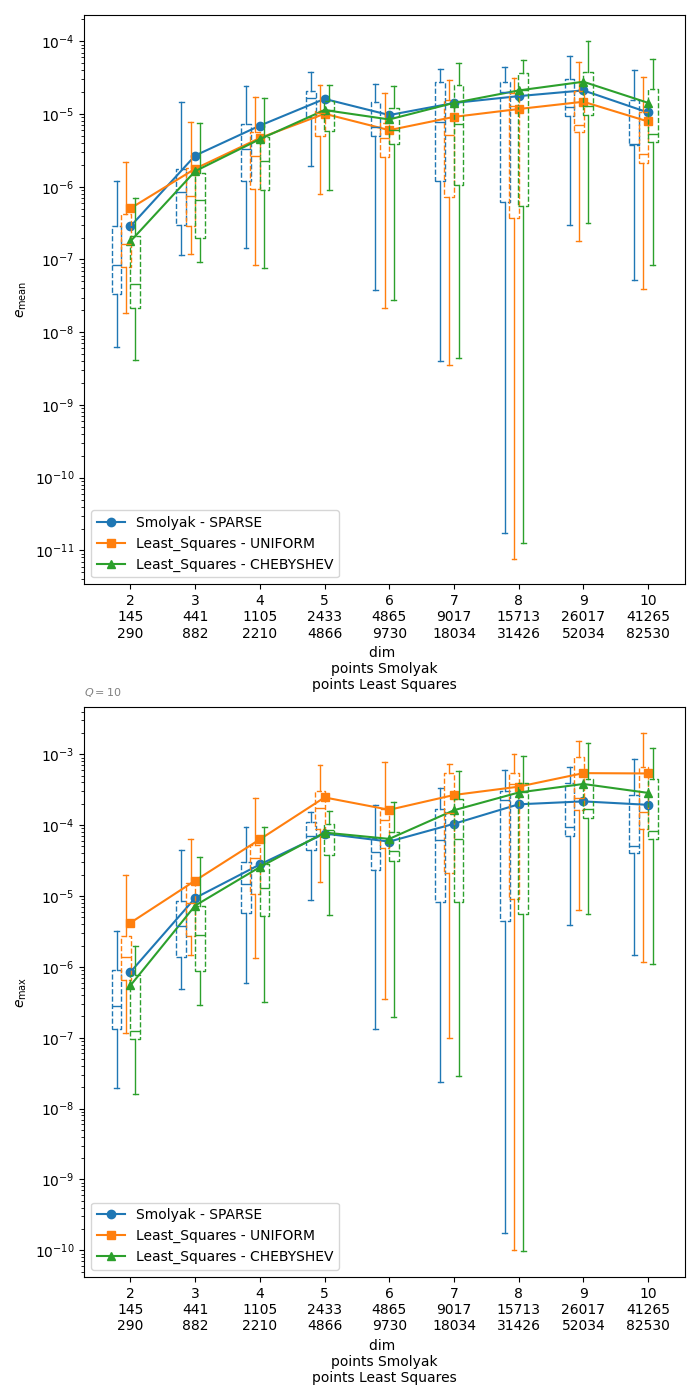 10⁻⁴
10⁻⁵
10⁻⁶
10⁻⁷
10⁻⁸
10⁻⁹
10⁻¹⁰
10⁻¹¹
e_mean
Smolyak - SPARSE
Least_Squares - UNIFORM
Least_Squares - CHEBYSHEV
2 3 4 5 6 7 8 9 10
145 441 1105 2433 4865 9017 15713 26017 41265
290 882 2210 4866 9730 18034 31426 52034 82530
dim
points Smolyak
points Least Squares
Q = 10
10⁻³
10⁻⁴
10⁻⁵
10⁻⁶
10⁻⁷
10⁻⁸
10⁻⁹
10⁻¹⁰
e_max
Smolyak - SPARSE
Least_Squares - UNIFORM
Least_Squares - CHEBYSHEV
2 3 4 5 6 7 8 9 10
145 441 1105 2433 4865 9017 15713 26017 41265
290 882 2210 4866 9730 18034 31426 52034 82530
dim
points Smolyak
points Least Squares